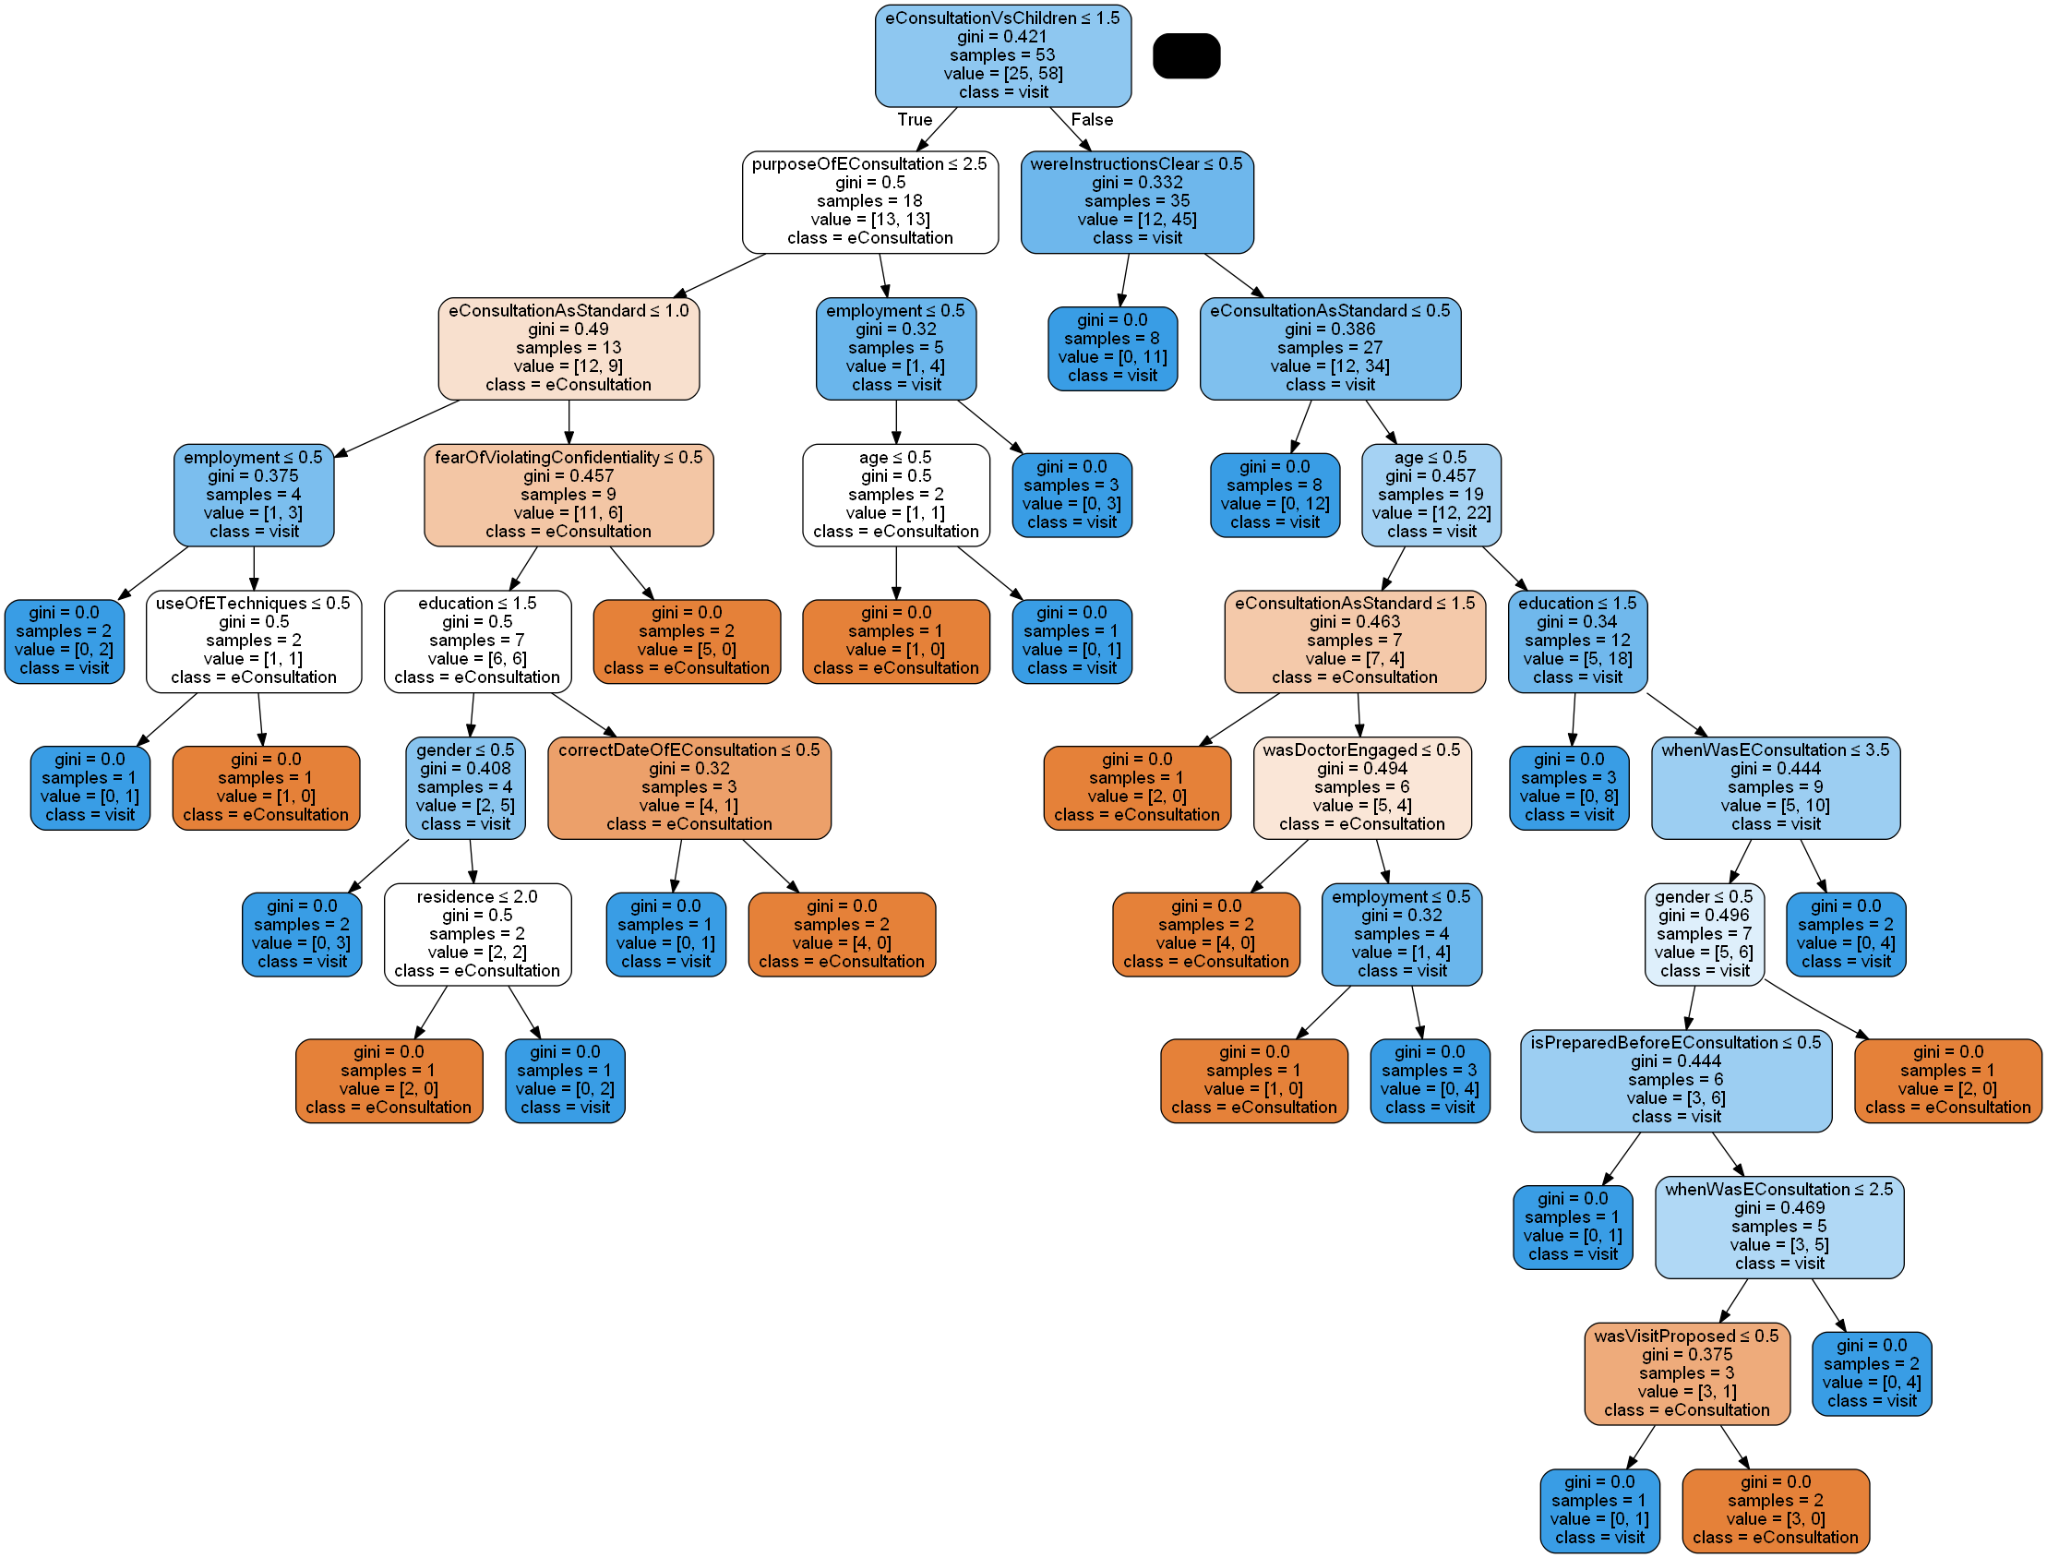 eConsultationVsChildren ≤ 1.5
gini = 0.421
samples = 53
value = [25, 58]
class = visit
True
False
purposeOfEConsultation ≤ 2.5
gini = 0.5
samples = 18
value = [13, 13]
class = eConsultation
wereInstructionsClear ≤ 0.5
gini = 0.332
samples = 35
value = [12, 45]
class = visit
eConsultationAsStandard ≤ 1.0
gini = 0.49
samples = 13
value = [12, 9]
class = eConsultation
employment ≤ 0.5
gini = 0.32
samples = 5
value = [1, 4]
class = visit
gini = 0.0
samples = 8
value = [0, 11]
class = visit
eConsultationAsStandard ≤ 0.5
gini = 0.386
samples = 27
value = [12, 34]
class = visit
employment ≤ 0.5
gini = 0.375
samples = 4
value = [1, 3]
class = visit
fearOfViolatingConfidentiality ≤ 0.5
gini = 0.457
samples = 9
value = [11, 6]
class = eConsultation
age ≤ 0.5
gini = 0.5
samples = 2
value = [1, 1]
class = eConsultation
gini = 0.0
samples = 3
value = [0, 3]
class = visit
gini = 0.0
samples = 8
value = [0, 12]
class = visit
age ≤ 0.5
gini = 0.457
samples = 19
value = [12, 22]
class = visit
gini = 0.0
samples = 2
value = [0, 2]
class = visit
useOfETechniques ≤ 0.5
gini = 0.5
samples = 2
value = [1, 1]
class = eConsultation
education ≤ 1.5
gini = 0.5
samples = 7
value = [6, 6]
class = eConsultation
gini = 0.0
samples = 2
value = [5, 0]
class = eConsultation
gini = 0.0
samples = 1
value = [1, 0]
class = eConsultation
gini = 0.0
samples = 1
value = [0, 1]
class = visit
eConsultationAsStandard ≤ 1.5
gini = 0.463
samples = 7
value = [7, 4]
class = eConsultation
education ≤ 1.5
gini = 0.34
samples = 12
value = [5, 18]
class = visit
gini = 0.0
samples = 1
value = [0, 1]
class = visit
gini = 0.0
samples = 1
value = [1, 0]
class = eConsultation
gender ≤ 0.5
gini = 0.408
samples = 4
value = [2, 5]
class = visit
correctDateOfEConsultation ≤ 0.5
gini = 0.32
samples = 3
value = [4, 1]
class = eConsultation
gini = 0.0
samples = 1
value = [2, 0]
class = eConsultation
wasDoctorEngaged ≤ 0.5
gini = 0.494
samples = 6
value = [5, 4]
class = eConsultation
gini = 0.0
samples = 3
value = [0, 8]
class = visit
whenWasEConsultation ≤ 3.5
gini = 0.444
samples = 9
value = [5, 10]
class = visit
gini = 0.0
samples = 2
value = [0, 3]
class = visit
residence ≤ 2.0
gini = 0.5
samples = 2
value = [2, 2]
class = eConsultation
gini = 0.0
samples = 1
value = [0, 1]
class = visit
gini = 0.0
samples = 2
value = [4, 0]
class = eConsultation
gini = 0.0
samples = 2
value = [4, 0]
class = eConsultation
employment ≤ 0.5
gini = 0.32
samples = 4
value = [1, 4]
class = visit
gender ≤ 0.5
gini = 0.496
samples = 7
value = [5, 6]
class = visit
gini = 0.0
samples = 2
value = [0, 4]
class = visit
gini = 0.0
samples = 1
value = [2, 0]
class = eConsultation
gini = 0.0
samples = 1
value = [0, 2]
class = visit
gini = 0.0
samples = 1
value = [1, 0]
class = eConsultation
gini = 0.0
samples = 3
value = [0, 4]
class = visit
isPreparedBeforeEConsultation ≤ 0.5
gini = 0.444
samples = 6
value = [3, 6]
class = visit
gini = 0.0
samples = 1
value = [2, 0]
class = eConsultation
gini = 0.0
samples = 1
value = [0, 1]
class = visit
whenWasEConsultation ≤ 2.5
gini = 0.469
samples = 5
value = [3, 5]
class = visit
wasVisitProposed ≤ 0.5
gini = 0.375
samples = 3
value = [3, 1]
class = eConsultation
gini = 0.0
samples = 2
value = [0, 4]
class = visit
gini = 0.0
samples = 1
value = [0, 1]
class = visit
gini = 0.0
samples = 2
value = [3, 0]
class = eConsultation